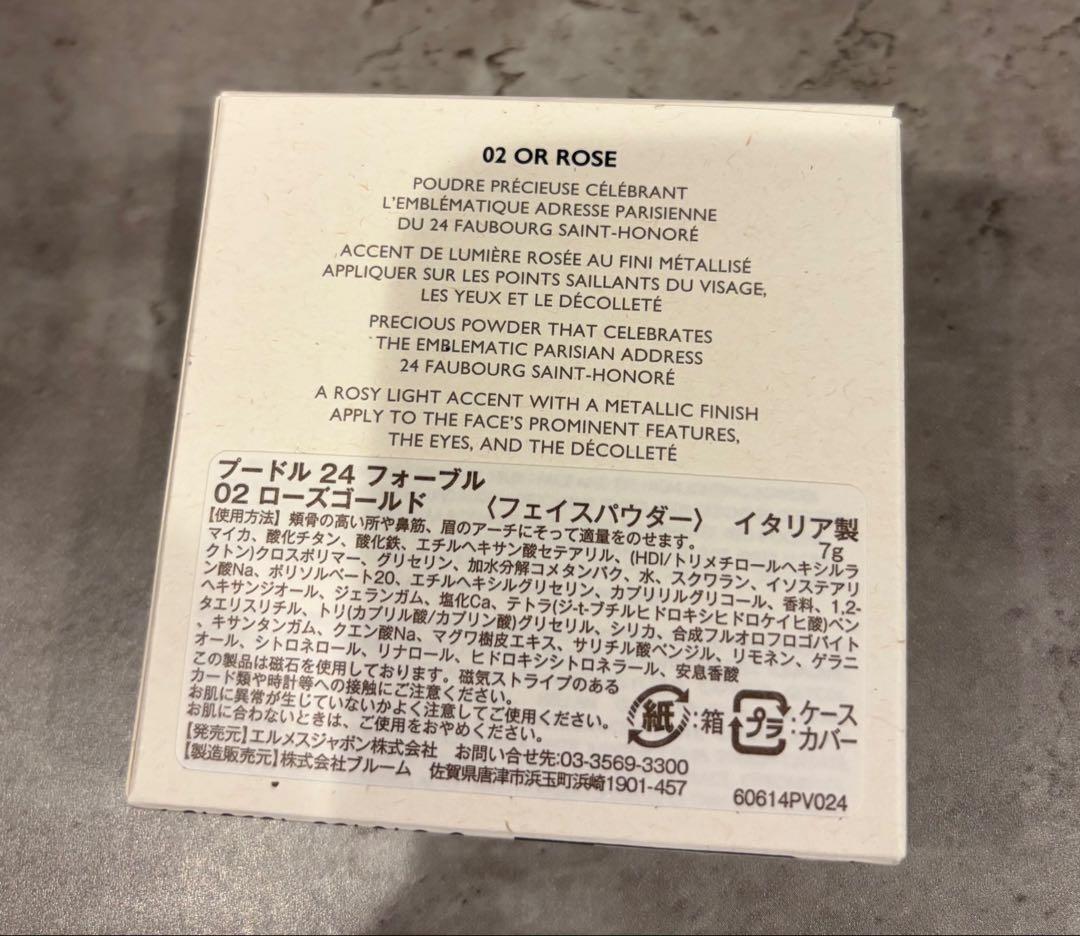 02 OR ROSE
POUDRE PRÉCIEUSE CÉLÉBRANT
L'EMBLÉMATIQUE ADRESSE PARISIENNE
DU 24 FAUBOURG SAINT-HONORÉ
ACCENT DE LUMIÈRE ROSÉE AU FINI MÉTALLISÉ
APPLIQUER SUR LES POINTS SAILLANTS DU VISAGE,
LES YEUX ET LE DÉCOLLETÉ
PRECIOUS POWDER THAT CELEBRATES
THE EMBLEMATIC PARISIAN ADDRESS
24 FAUBOURG SAINT-HONORÉ
A ROSY LIGHT ACCENT WITH A METALLIC FINISH
APPLY TO THE FACE'S PROMINENT FEATURES,
THE EYES, AND THE DÉCOLLETÉ
プードル 24 フォーブル
02 ローズゴールド 〈フェイスパウダー〉 イタリア製
【使用方法】頬骨の高い所や鼻筋、眉のアーチにそって適量をのせます。 7g
マイカ、酸化チタン、酸化鉄、エチルヘキサン酸セテアリル、(HDI/トリメチロールヘキシルラ
クトン)クロスポリマー、グリセリン、加水分解コメタンパク、水、スクワラン、イソステアリ
ン酸Na、ポリソルベート20、エチルヘキシルグリセリン、カプリリルグリコール、香料、1,2-
ヘキサンジオール、ジェランガム、塩化Ca、テトラ(ジ-t-ブチルヒドロキシヒドロケイヒ酸)ペン
タエリスリチル、トリ(カプリル酸/カプリン酸)グリセリル、シリカ、合成フルオロフロゴパイト
、キサンタンガム、クエン酸Na、マグワ樹皮エキス、サリチル酸ベンジル、リモネン、ゲラニ
オール、シトロネロール、リナロール、ヒドロキシシトロネラール、安息香酸
この製品は磁石を使用しております。磁気ストライプのある
カード類や時計等への接触にご注意ください。
お肌に異常が生じていないかよく注意してご使用ください。
お肌に合わないときは、ご使用をおやめください。
紙:箱 プラ:ケース
カバー
【発売元】エルメスジャポン株式会社 お問い合せ先:03-3569-3300
【製造販売元】株式会社ブルーム 佐賀県唐津市浜玉町浜崎1901-457
60614PV024